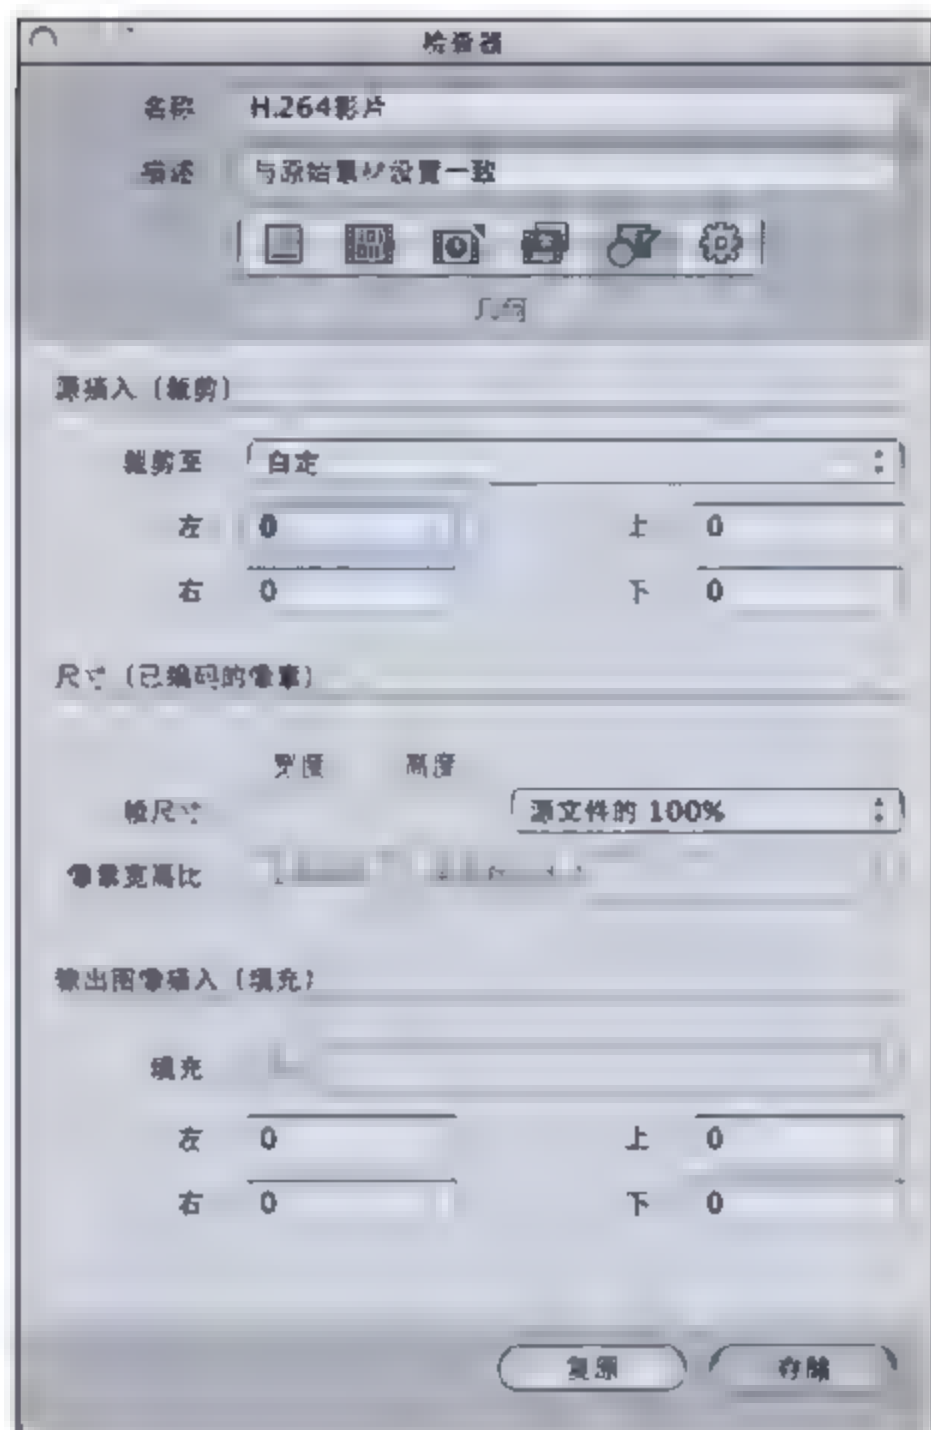 检查器
名称 H.264影片
描述 与原始素材设置一致
几何
源插入（裁剪）
裁剪至 自定
左 0 上 0
右 0 下 0
尺寸（已编码的像素）
宽度 高度
帧尺寸 源文件的 100%
像素宽高比
输出图像插入（填充）
填充
左 0 上 0
右 0 下 0
复原 存储